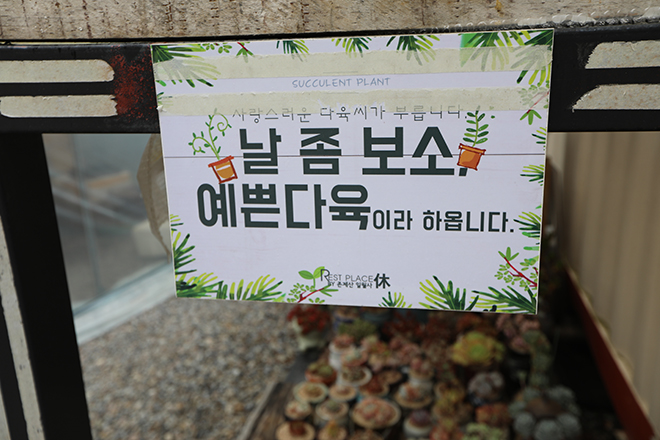 SUCCULENT PLANT
사랑스러운 다육씨가 부릅니다
날 좀 보소,
예쁜다육이라 하옵니다.
REST PLACE 休